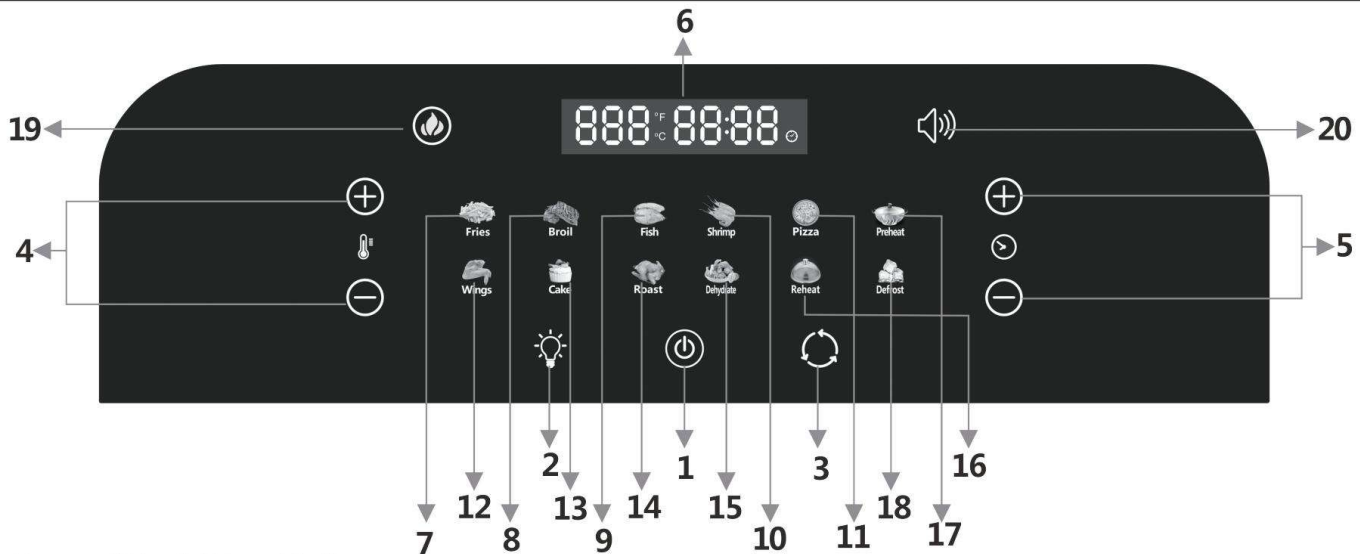 6
19
888 °F 88:88
°C
20
4
5
Fries Broil Fish Shrimp Pizza Preheat
Wings Cake Roast Dehydrate Reheat Defrost
2 1 3 16
12 13 14 15 18
7 8 9 10 11 17